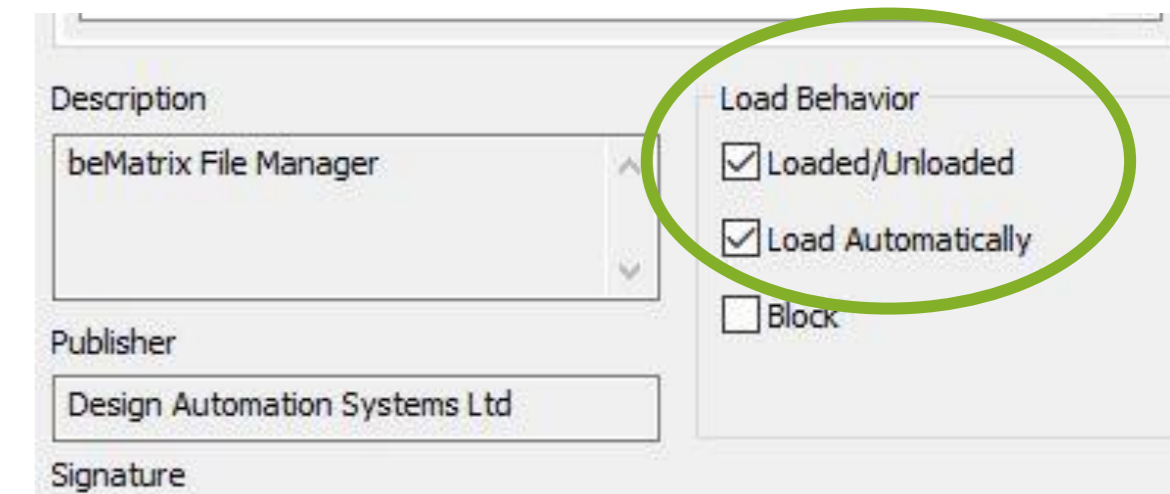 Description
beMatrix File Manager
Publisher
Design Automation Systems Ltd
Signature
Load Behavior
Loaded/Unloaded
Load Automatically
Block